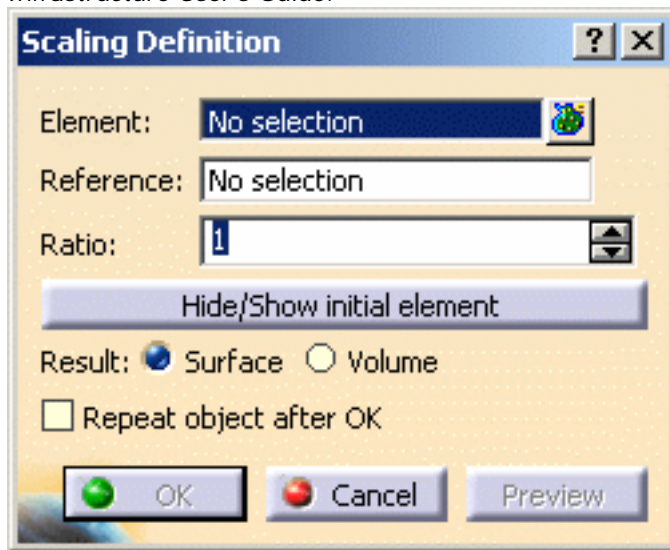 Infrastructure User's Guide.
Scaling Definition
Element: No selection
Reference: No selection
Ratio: 1
Hide/Show initial element
Result: Surface Volume
Repeat object after OK
OK Cancel Preview